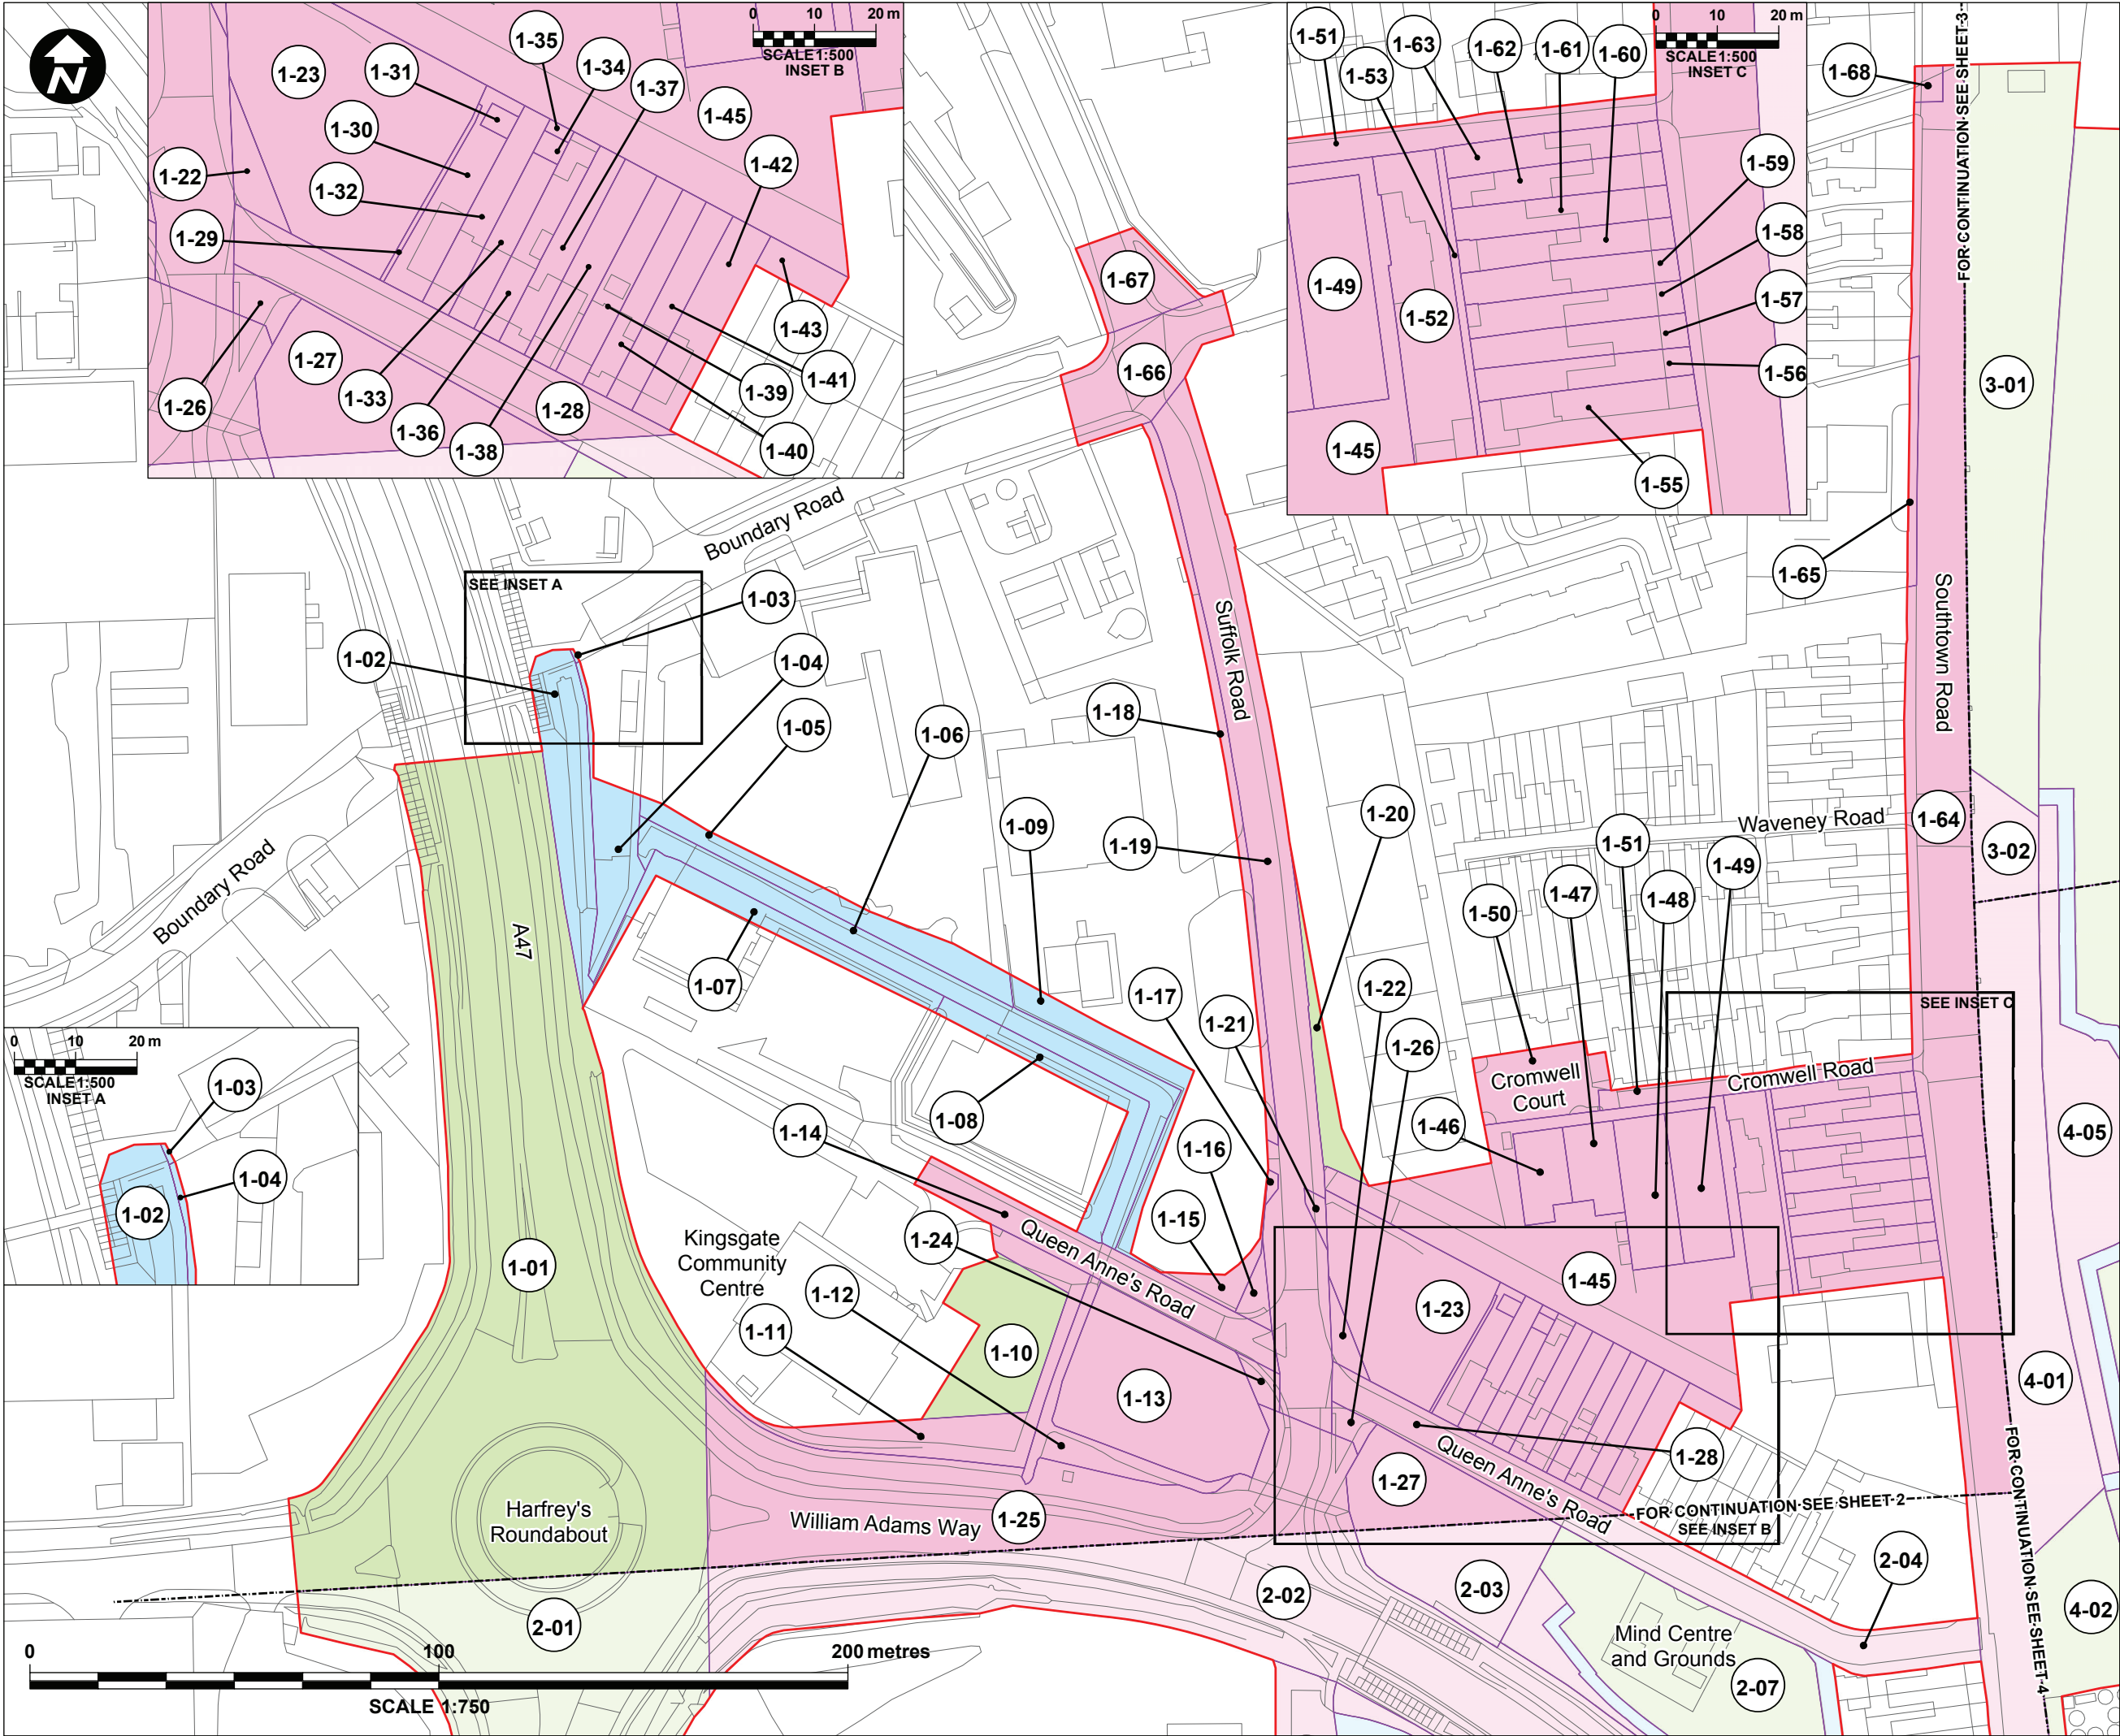 N
1-23
1-31
1-35
1-34
1-37
1-45
1-30
1-22
1-32
1-42
1-29
1-27
1-43
1-26
1-33
1-36
1-38
1-28
1-39
1-41
1-40
0 10 20 m
SCALE 1:500
INSET B
1-51
1-53
1-63
1-62
1-61
1-60
1-59
1-58
1-57
1-56
1-55
1-49
1-52
1-45
0 10 20 m
SCALE 1:500
INSET C
1-68
FOR CONTINUATION SEE SHEET 3
3-01
1-67
1-66
1-65
Southtown Road
Boundary Road
SEE INSET A
1-03
1-02
1-04
1-05
1-06
Suffolk Road
1-18
1-19
1-09
1-20
1-64
3-02
Waveney Road
1-51
1-49
1-47
1-48
1-50
Boundary Road
A47
1-07
1-17
1-21
1-22
1-26
SEE INSET C
Cromwell Road
Cromwell
Court
1-46
4-05
0 10 20 m
SCALE 1:500
INSET A
1-03
1-04
1-02
1-08
1-14
1-16
1-15
1-24
Queen Anne's Road
Kingsgate
Community
Centre
1-01
1-12
1-11
1-10
1-13
1-23
1-45
4-01
1-28
1-27
Queen Anne's Road
FOR CONTINUATION SEE SHEET 2
SEE INSET B
FOR CONTINUATION SEE SHEET 4
Harfrey's
Roundabout
William Adams Way
1-25
2-04
2-01
2-02
2-03
4-02
Mind Centre
and Grounds
2-07
0 100 200 metres
SCALE 1:750